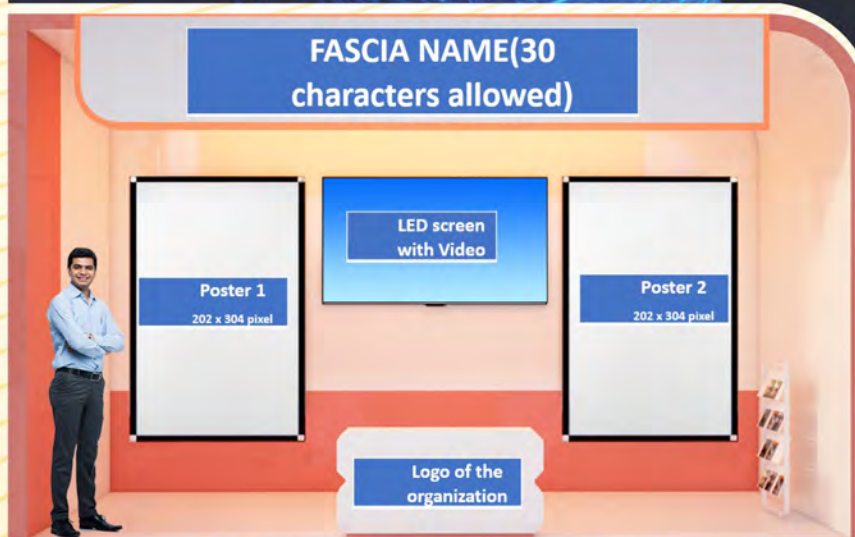 FASCIA NAME(30
characters allowed)
LED screen
with Video
Poster 1
202 x 304 pixel
Poster 2
202 x 304 pixel
Logo of the
organization